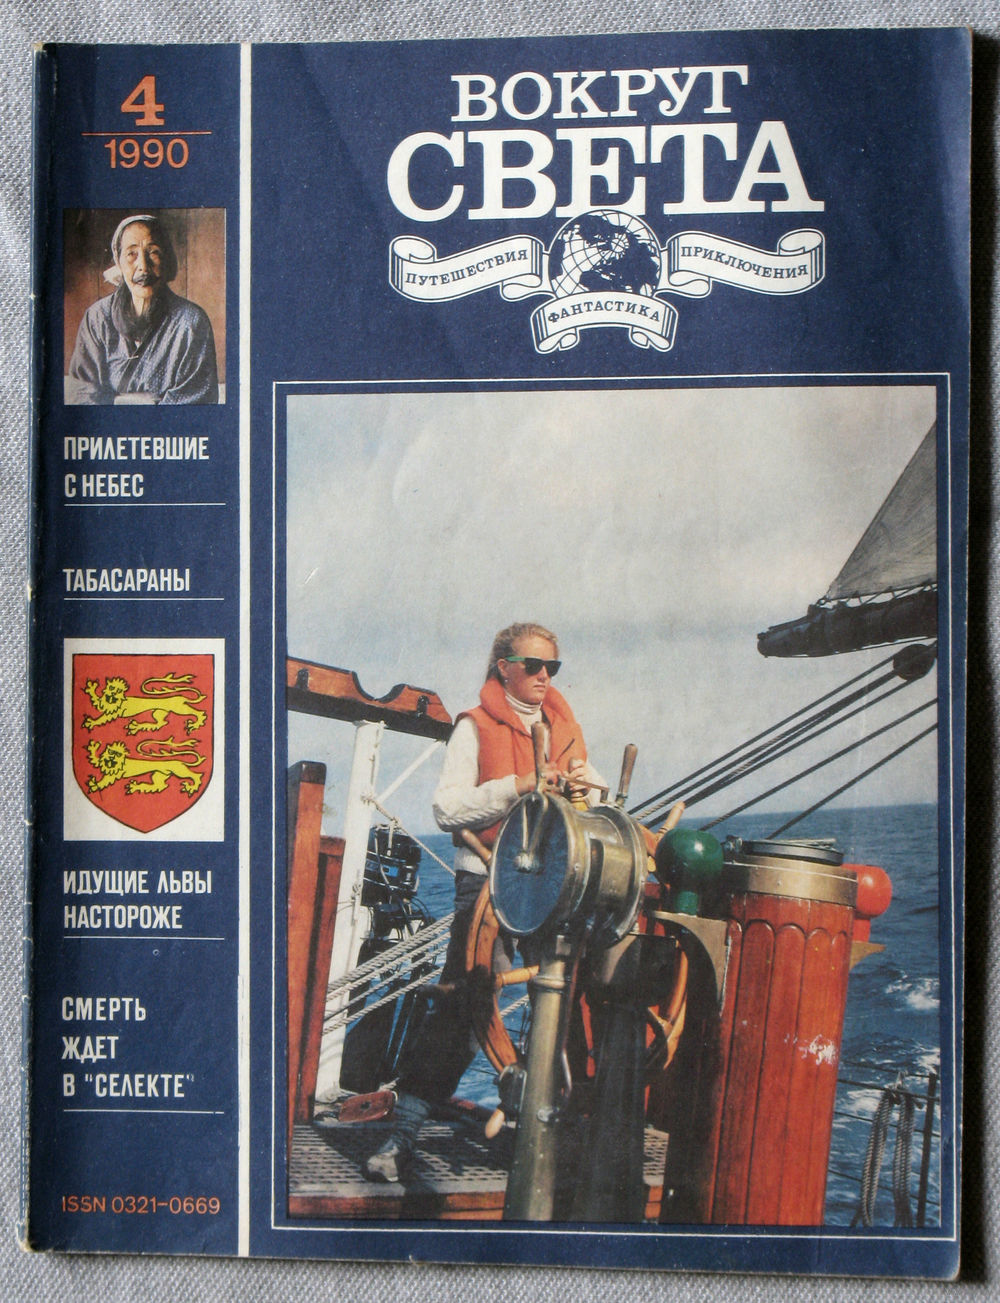 4
1990
ВОКРУГ
СВЕТА
ПУТЕШЕСТВИЯ
ПРИКЛЮЧЕНИЯ
ФАНТАСТИКА
ПРИЛЕТЕВШИЕ
С НЕБЕС
ТАБАСАРАНЫ
ИДУЩИЕ ЛЬВЫ
НАСТОРОЖЕ
СМЕРТЬ
ЖДЕТ
В "СЕЛЕКТЕ"
ISSN 0321-0669